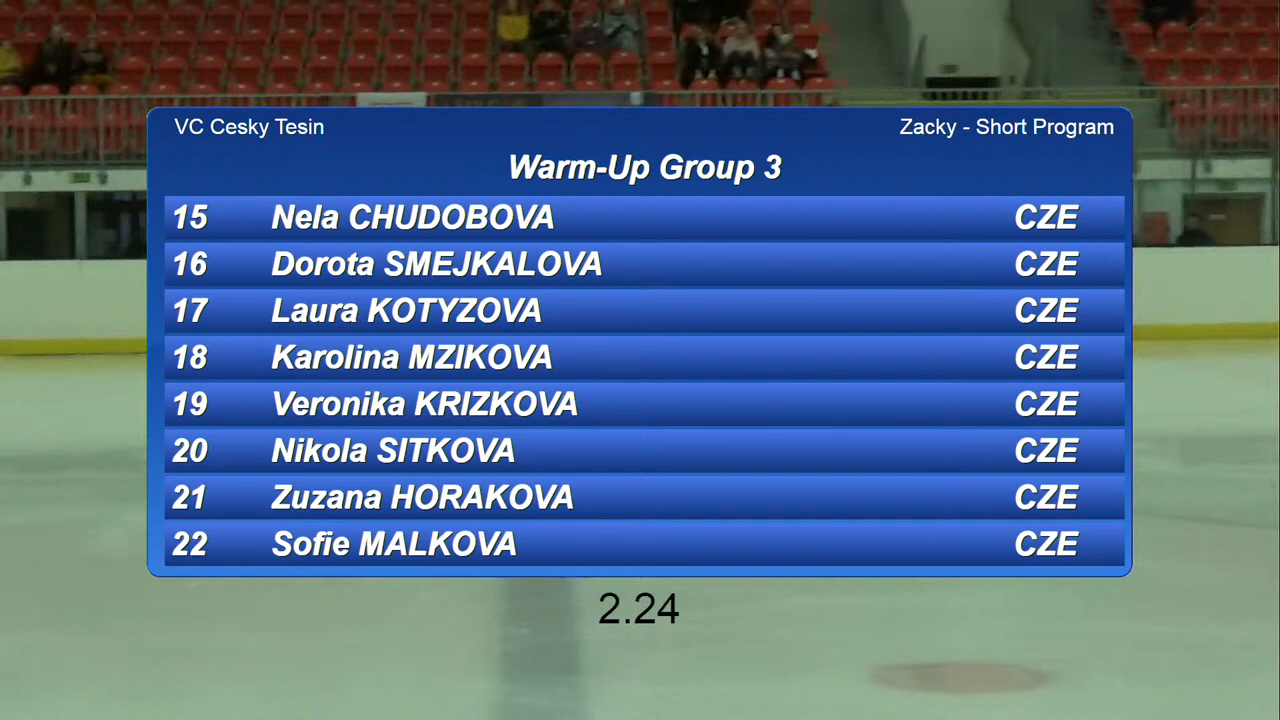 VC Cesky Tesin Zacky - Short Program
Warm-Up Group 3
15 Nela CHUDOBOVA CZE
16 Dorota SMEJKALOVA CZE
17 Laura KOTYZOVA CZE
18 Karolina MZIKOVA CZE
19 Veronika KRIZKOVA CZE
20 Nikola SITKOVA CZE
21 Zuzana HORAKOVA CZE
22 Sofie MALKOVA CZE
2.24